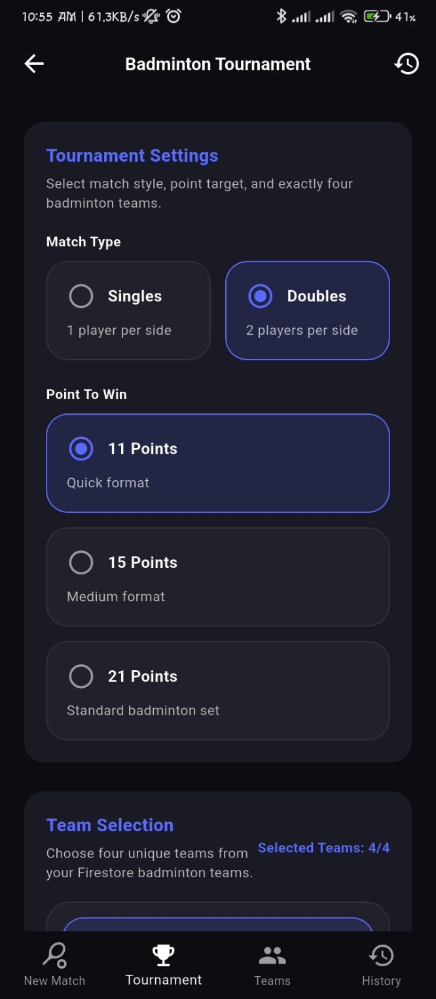 10:55 AM | 61.3KB/s
41%
Badminton Tournament
Tournament Settings
Select match style, point target, and exactly four
badminton teams.
Match Type
Singles
Doubles
1 player per side
2 players per side
Point To Win
11 Points
Quick format
15 Points
Medium format
21 Points
Standard badminton set
Team Selection
Choose four unique teams from
your Firestore badminton teams.
Selected Teams: 4/4
New Match
Tournament
Teams
History